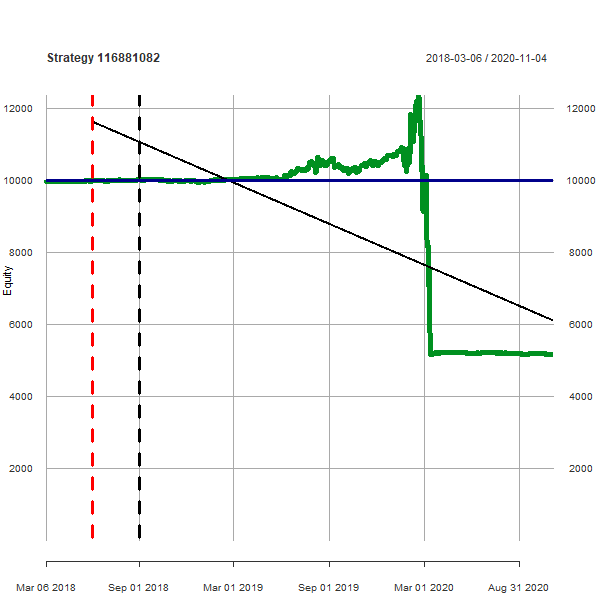 Strategy 116881082
2018-03-06 / 2020-11-04
12000
12000
10000
10000
8000
8000
Equity
6000
6000
4000
4000
2000
2000
Mar 06 2018
Sep 01 2018
Mar 01 2019
Sep 01 2019
Mar 01 2020
Aug 31 2020